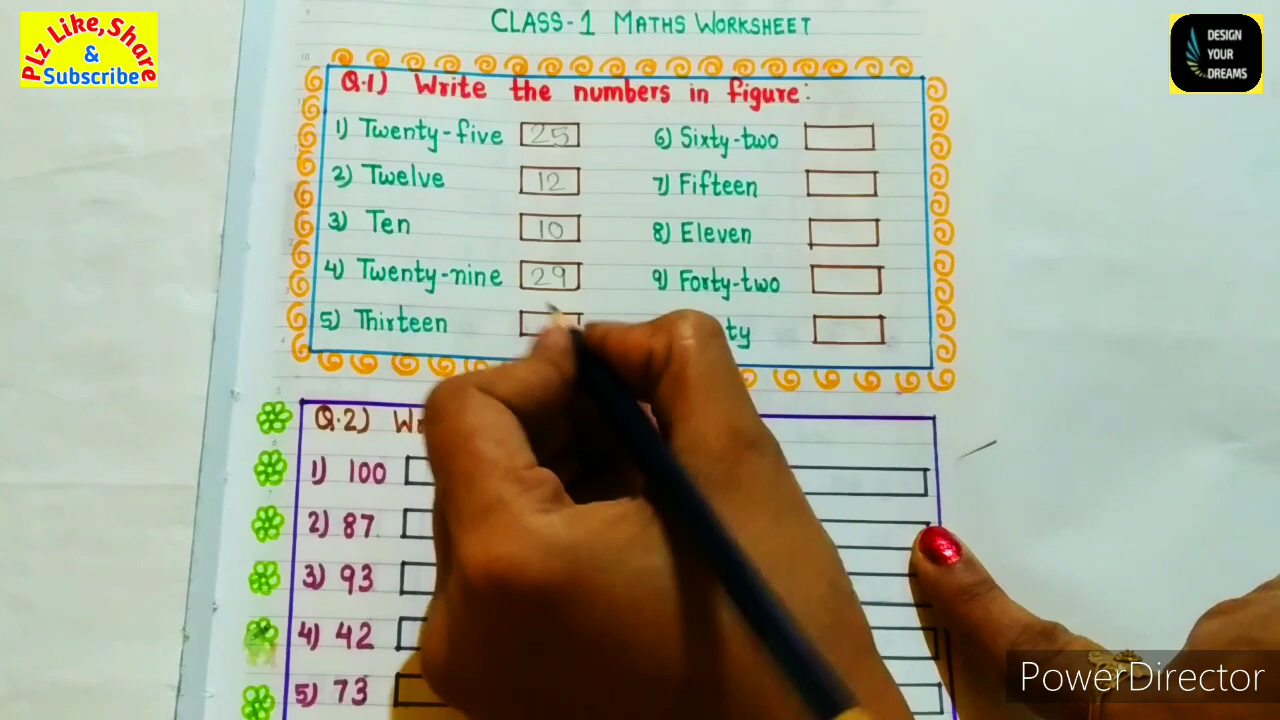 CLASS-1 MATHS WORKSHEET
Plz Like, Share
&
Subscribe
DESIGN
YOUR
DREAMS
Q.1) Write the numbers in figure:
1) Twenty-five 25
2) Twelve 12
3) Ten 10
4) Twenty-nine 29
5) Thirteen
6) Sixty-two
7) Fifteen
8) Eleven
9) Forty-two
Q.2)
1) 100
2) 87
3) 93
4) 42
5) 73
PowerDirector